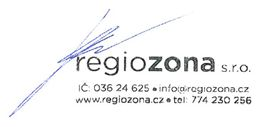 regiozona s.r.o.
IČ: 036 24 625 • info@regiozona.cz
www.regiozona.cz • tel: 774 230 256